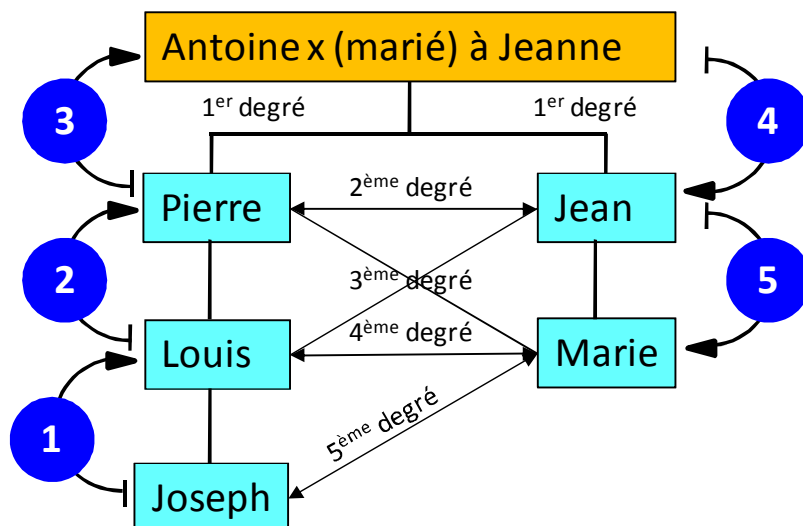 Antoine x (marié) à Jeanne
1er degré
1er degré
3
4
Pierre
2ème degré
Jean
2
3ème degré
5
Louis
4ème degré
Marie
1
5ème degré
Joseph